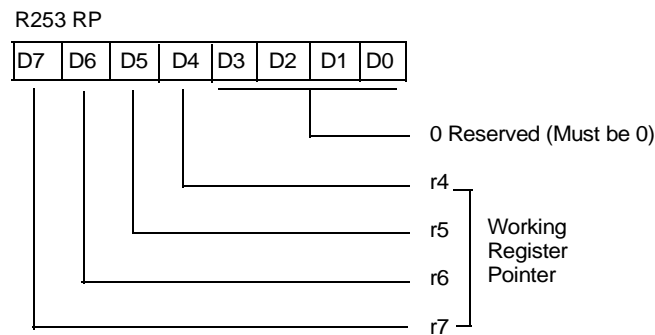 R253 RP
D7 D6 D5 D4 D3 D2 D1 D0
0 Reserved (Must be 0)
r4
r5
r6
r7
Working
Register
Pointer